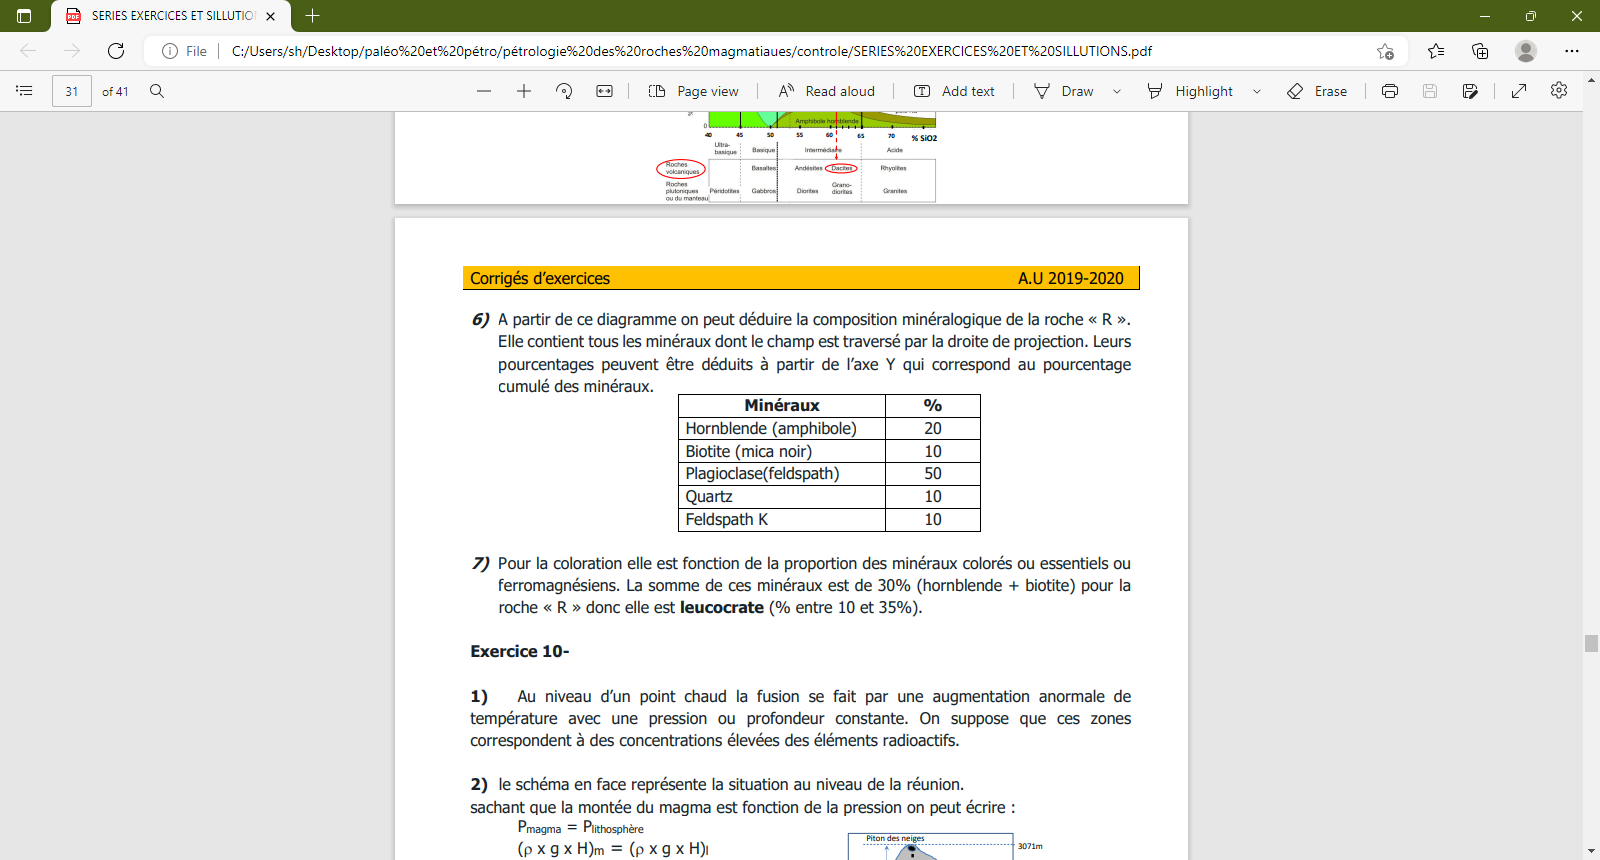 SERIES EXERCICES ET SILLUTIO
File
C:/Users/sh/Desktop/paléo%20et%20pétro/pétrologie%20des%20roches%20magmatiaues/controle/SERIES%20EXERCICES%20ET%20SILLUTIONS.pdf
31 of 41
Page view
Read aloud
Add text
Draw
Highlight
Erase
Amphibole hornblende
0
40 45 50 55 60 65 70 % SiO2
Ultra-basique Basique Intermédiaire Acide
Roches volcaniques Basaltes Andésites Dacites Rhyolites
Roches plutoniques ou du manteau Péridotites Gabbros Diorites Grano-diorites Granites
Corrigés d’exercices A.U 2019-2020
6) A partir de ce diagramme on peut déduire la composition minéralogique de la roche « R ».
Elle contient tous les minéraux dont le champ est traversé par la droite de projection. Leurs
pourcentages peuvent être déduits à partir de l’axe Y qui correspond au pourcentage
cumulé des minéraux.
Minéraux %
Hornblende (amphibole) 20
Biotite (mica noir) 10
Plagioclase(feldspath) 50
Quartz 10
Feldspath K 10
7) Pour la coloration elle est fonction de la proportion des minéraux colorés ou essentiels ou
ferromagnésiens. La somme de ces minéraux est de 30% (hornblende + biotite) pour la
roche « R » donc elle est leucocrate (% entre 10 et 35%).
Exercice 10-
1) Au niveau d’un point chaud la fusion se fait par une augmentation anormale de
température avec une pression ou profondeur constante. On suppose que ces zones
correspondent à des concentrations élevées des éléments radioactifs.
2) le schéma en face représente la situation au niveau de la réunion.
sachant que la montée du magma est fonction de la pression on peut écrire :
Pmagma = Plithosphère
(ρ x g x H)m = (ρ x g x H)l
Piton des neiges
3071m